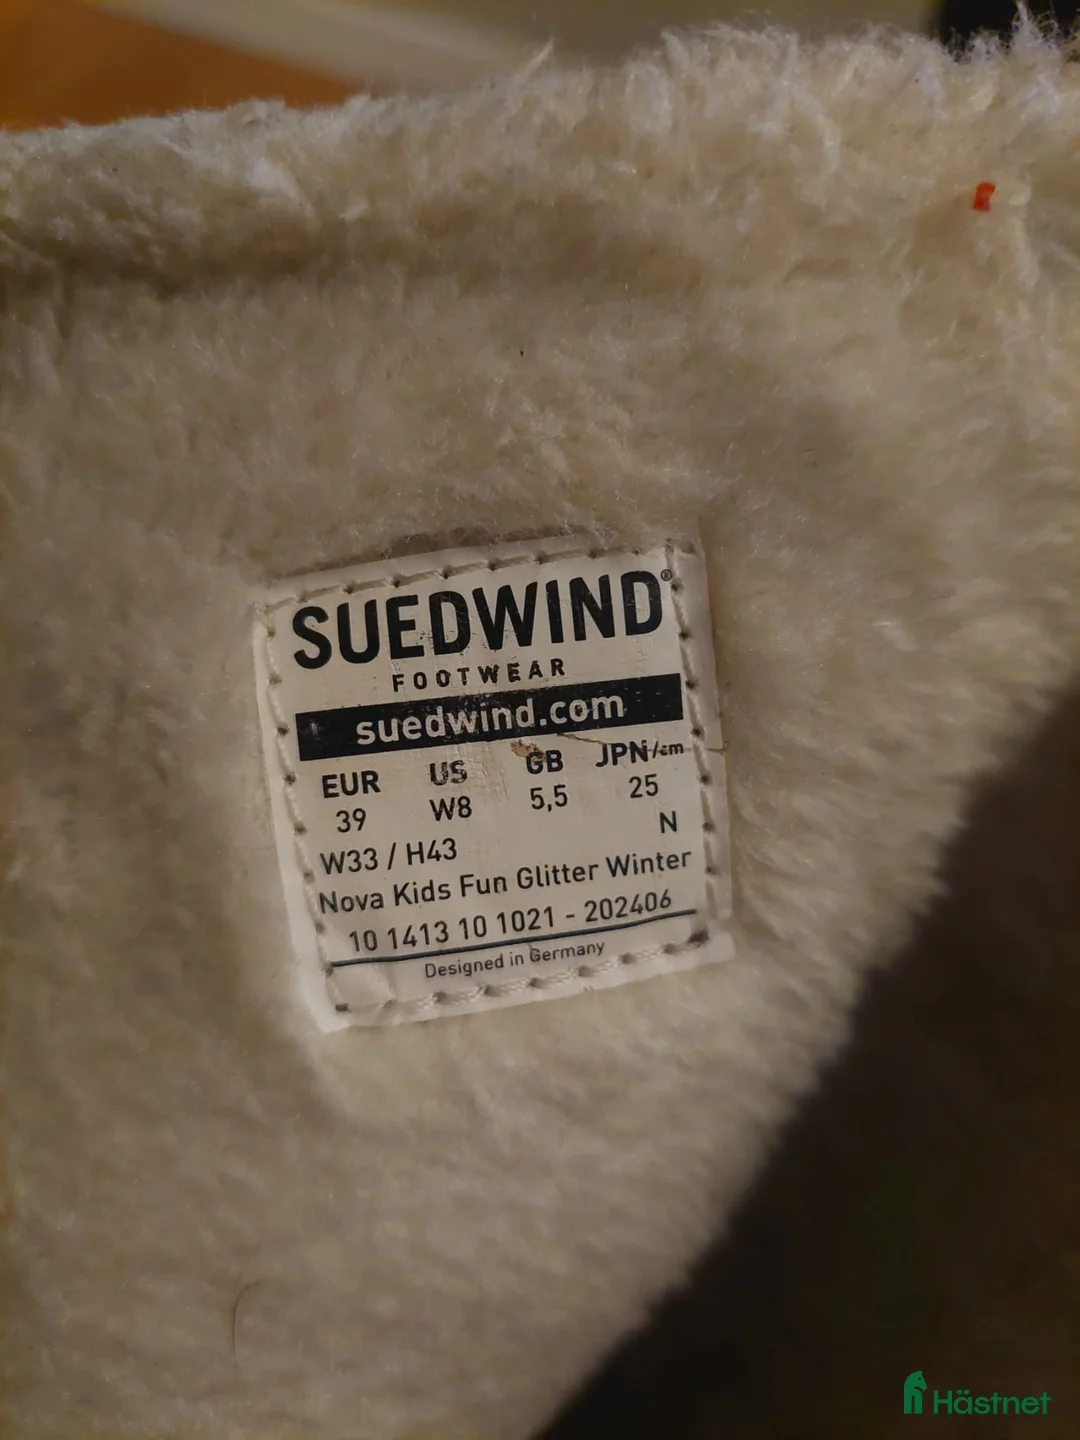 SUEDWIND®
FOOTWEAR
suedwind.com
EUR US GB JPN/cm
39 W8 5,5 25
W33 / H43 N
Nova Kids Fun Glitter Winter
10 1413 10 1021 - 202406
Designed in Germany
Hästnet